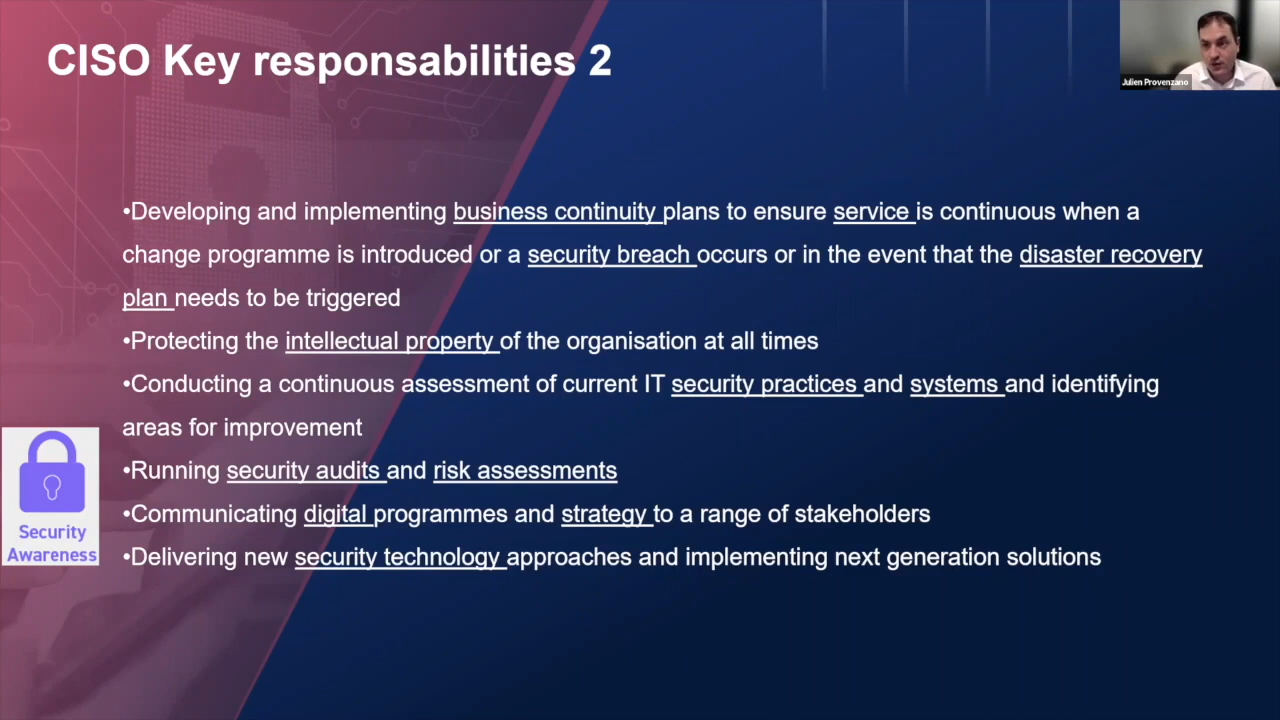 CISO Key responsabilities 2
Julien Provenzano
•Developing and implementing business continuity plans to ensure service is continuous when a
change programme is introduced or a security breach occurs or in the event that the disaster recovery
plan needs to be triggered
•Protecting the intellectual property of the organisation at all times
•Conducting a continuous assessment of current IT security practices and systems and identifying
areas for improvement
•Running security audits and risk assessments
•Communicating digital programmes and strategy to a range of stakeholders
•Delivering new security technology approaches and implementing next generation solutions
Security
Awareness